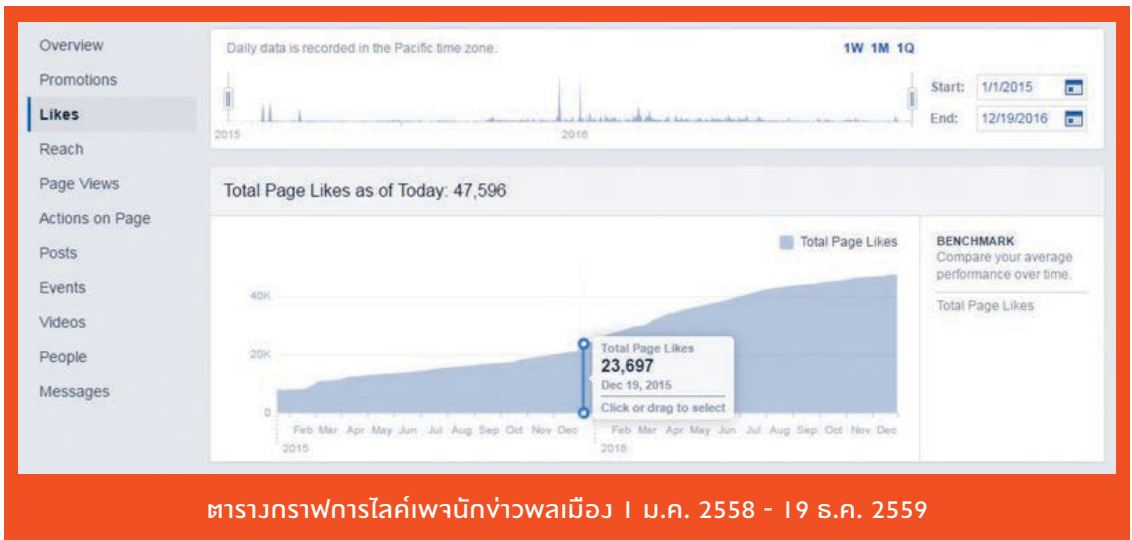 Overview
Promotions
Likes
Reach
Page Views
Actions on Page
Posts
Events
Videos
People
Messages
Daily data is recorded in the Pacific time zone.
1W 1M 1Q
2015
2016
Start: 1/1/2015
End: 12/19/2016
Total Page Likes as of Today: 47,596
Total Page Likes
40K
20K
0
Total Page Likes
23,697
Dec 19, 2015
Click or drag to select
Feb Mar Apr May Jun Jul Aug Sep Oct Nov Dec Feb Mar Apr May Jun Jul Aug Sep Oct Nov Dec
2015 2016
BENCHMARK
Compare your average
performance over time.
Total Page Likes
ตารางกราฟการไลค์เพจนักข่าวพลเมือง 1 ม.ค. 2558 - 19 ธ.ค. 2559